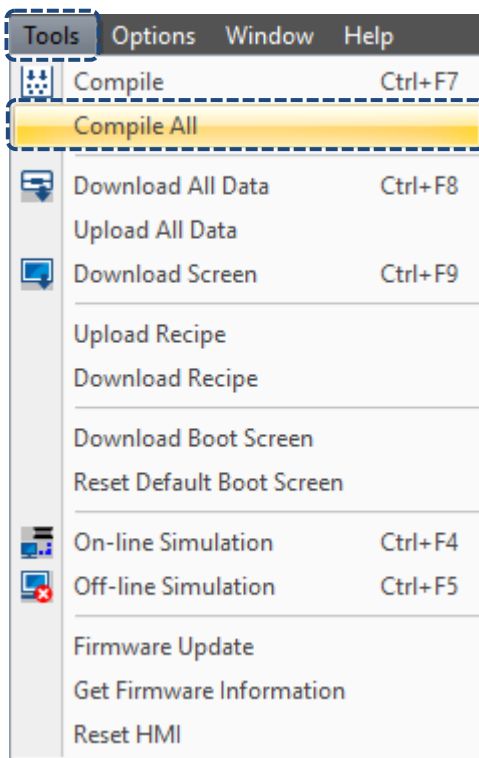 Tools Options Window Help
Compile Ctrl+F7
Compile All
Download All Data Ctrl+F8
Upload All Data
Download Screen Ctrl+F9
Upload Recipe
Download Recipe
Download Boot Screen
Reset Default Boot Screen
On-line Simulation Ctrl+F4
Off-line Simulation Ctrl+F5
Firmware Update
Get Firmware Information
Reset HMI